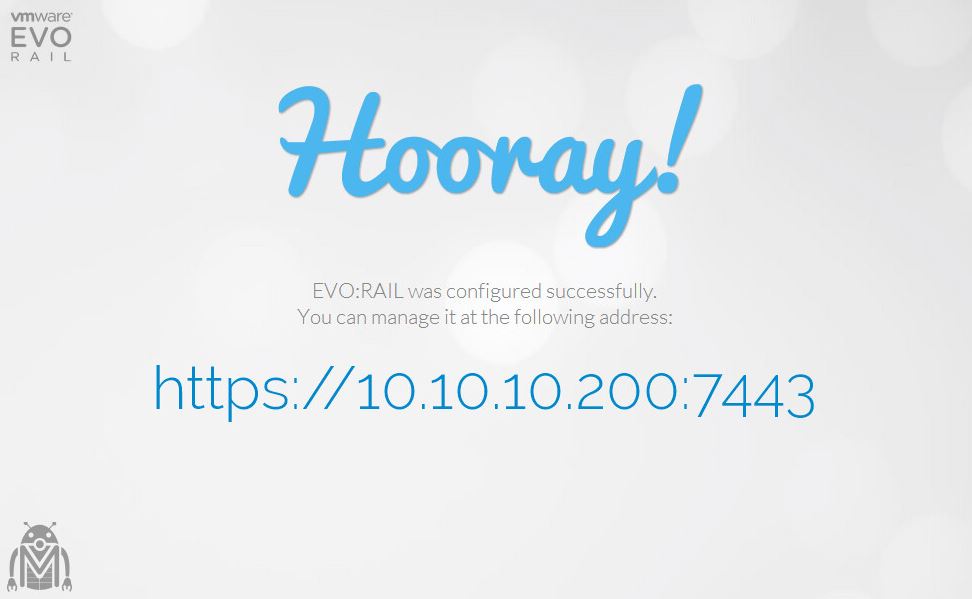 vmware
EVO
RAIL
Hooray!
EVO:RAIL was configured successfully.
You can manage it at the following address:
https://10.10.10.200:7443